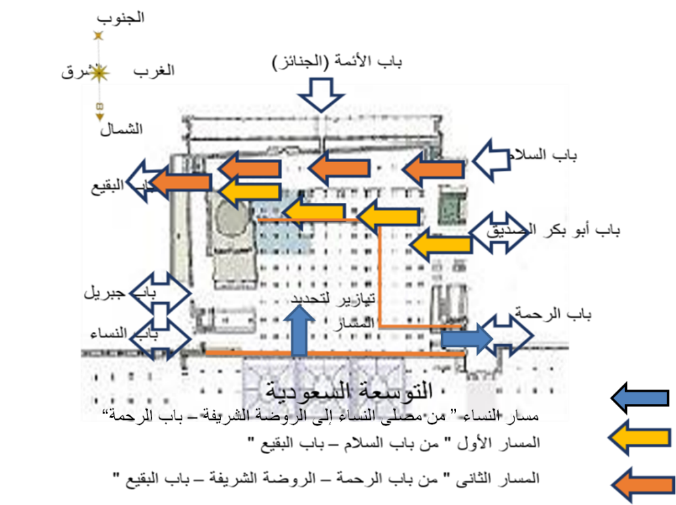 الجنوب
الغرب
الشرق
الشمال
باب الأئمة (الجنائز)
باب السلام
باب البقيع
باب أبو بكر الصديق
باب جبريل
باب الرحمة
باب النساء
تيازير لتحديد
المسار
التوسعة السعودية
مسار النساء " من مصلى النساء إلى الروضة الشريفة – باب الرحمة"
المسار الأول " من باب السلام – باب البقيع "
المسار الثانى " من باب الرحمة – الروضة الشريفة – باب البقيع "